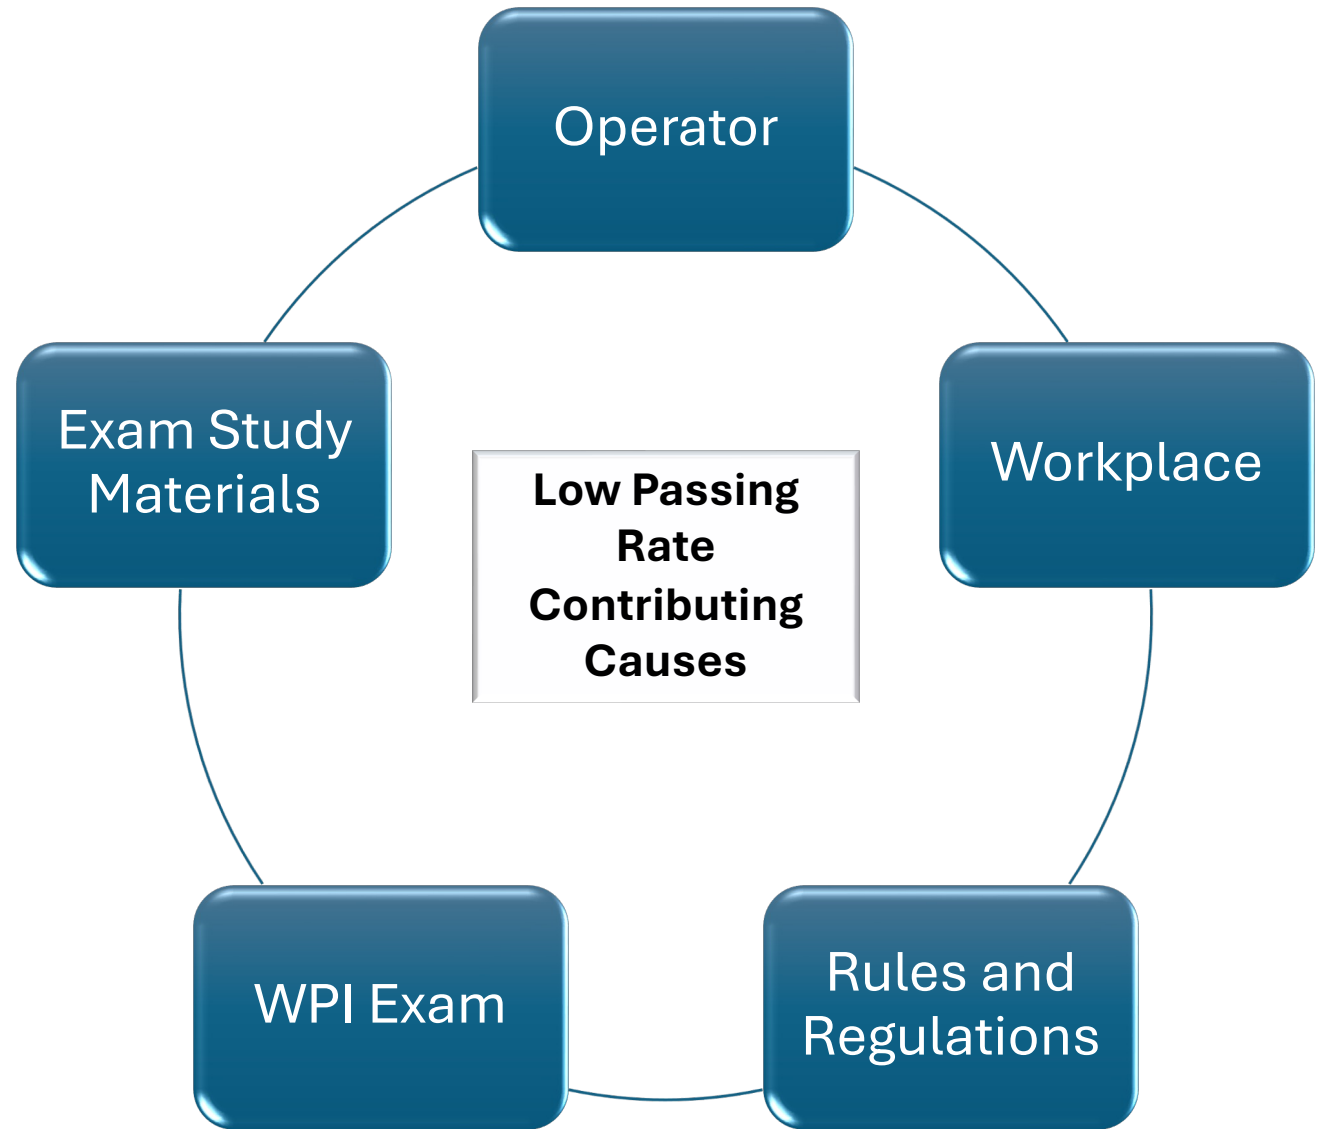 Operator
Exam Study
Materials
Workplace
Low Passing
Rate
Contributing
Causes
WPI Exam
Rules and
Regulations